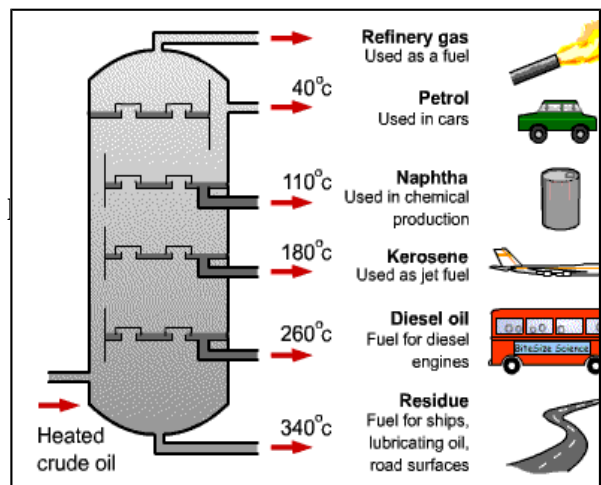 Refinery gas
Used as a fuel
40°c
Petrol
Used in cars
110°c
Naphtha
Used in chemical
production
180°c
Kerosene
Used as jet fuel
260°c
Diesel oil
Fuel for diesel
engines
BiteSize Science
340°c
Residue
Fuel for ships,
lubricating oil,
road surfaces
Heated
crude oil